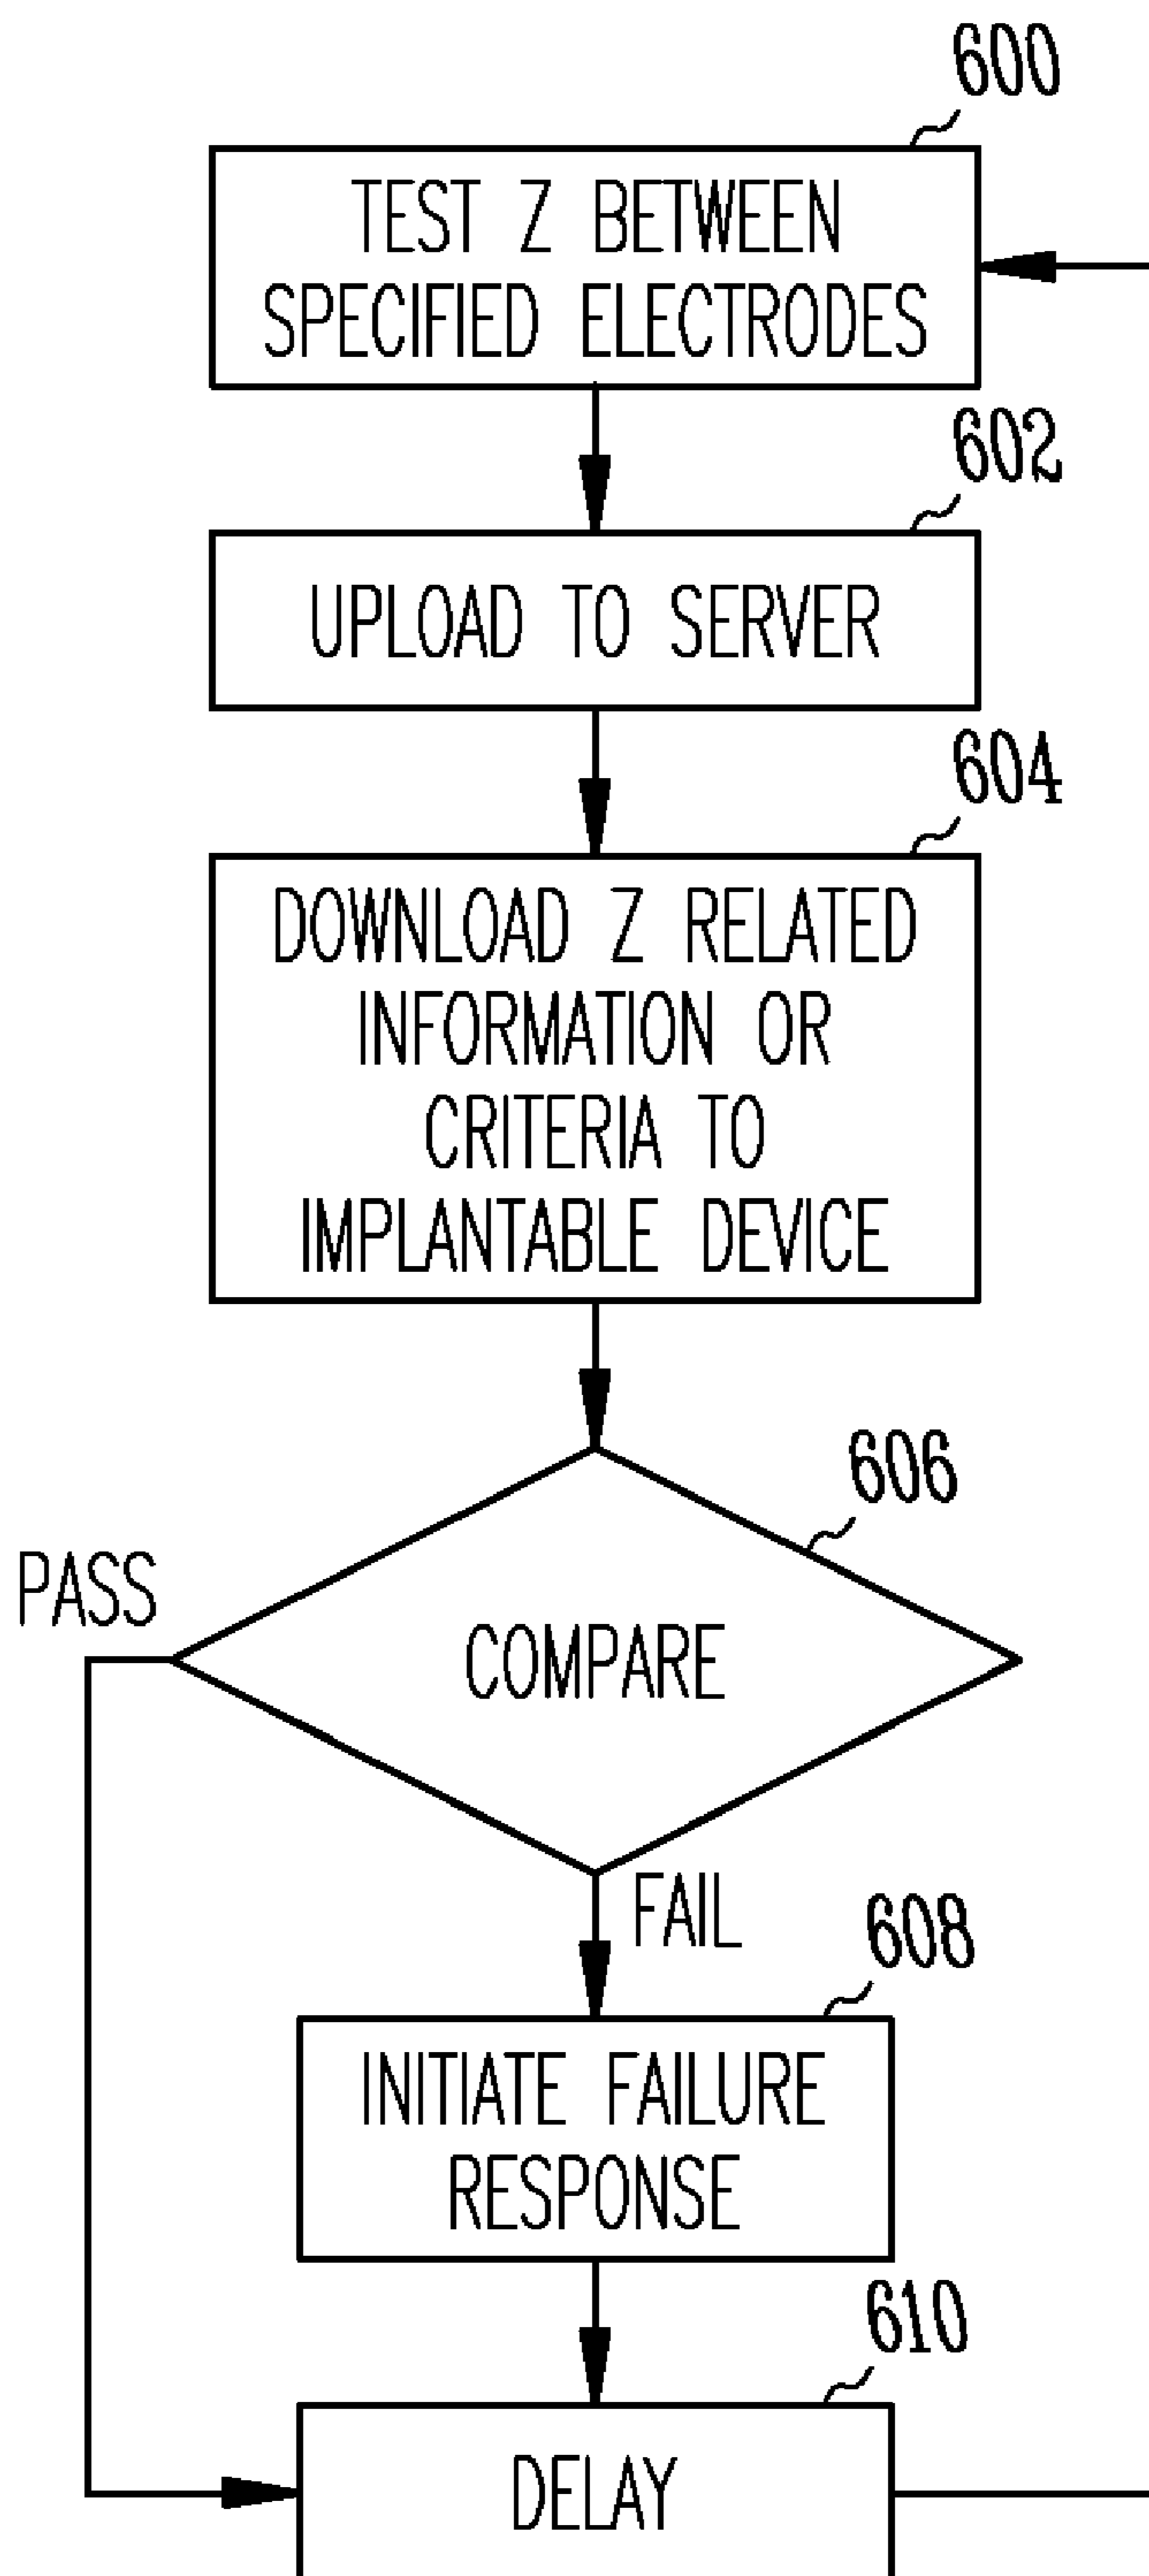 600
TEST Z BETWEEN
SPECIFIED ELECTRODES
602
UPLOAD TO SERVER
604
DOWNLOAD Z RELATED
INFORMATION OR
CRITERIA TO
IMPLANTABLE DEVICE
606
PASS
COMPARE
FAIL
608
INITIATE FAILURE
RESPONSE
610
DELAY